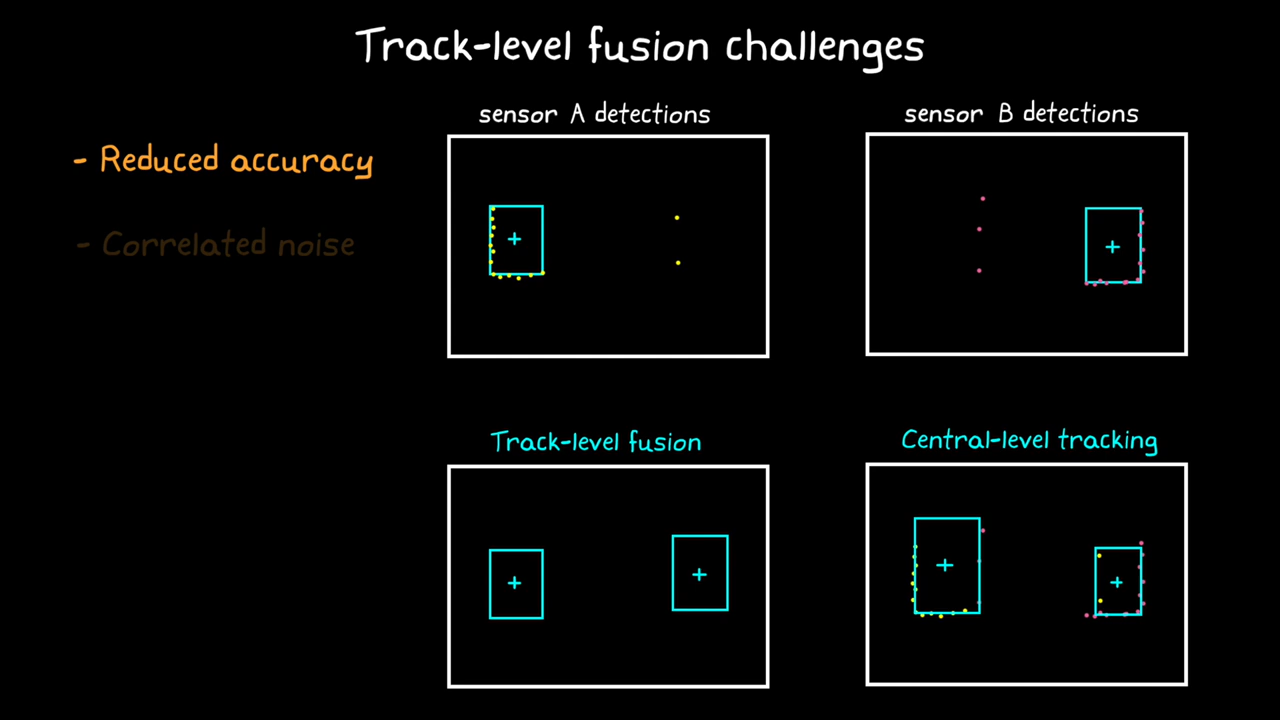 Track-level fusion challenges
- Reduced accuracy
- Correlated noise
sensor A detections
sensor B detections
Track-level fusion
Central-level tracking